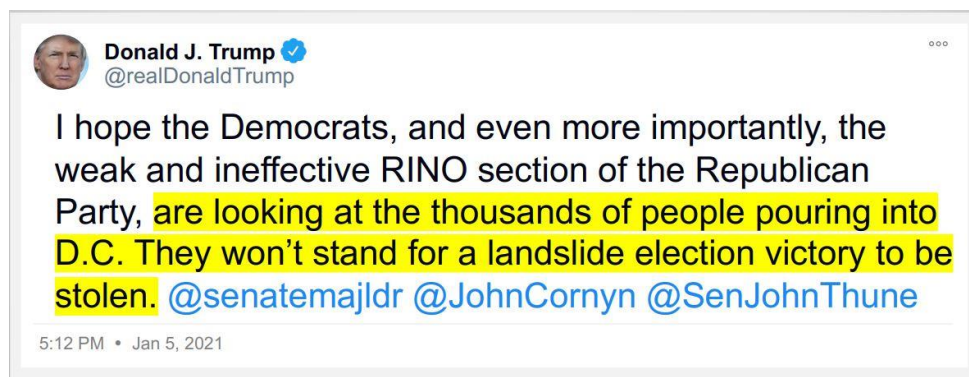 Donald J. Trump
@realDonaldTrump
I hope the Democrats, and even more importantly, the
weak and ineffective RINO section of the Republican
Party, are looking at the thousands of people pouring into
D.C. They won’t stand for a landslide election victory to be
stolen. @senatemajldr @JohnCornyn @SenJohnThune
5:12 PM • Jan 5, 2021